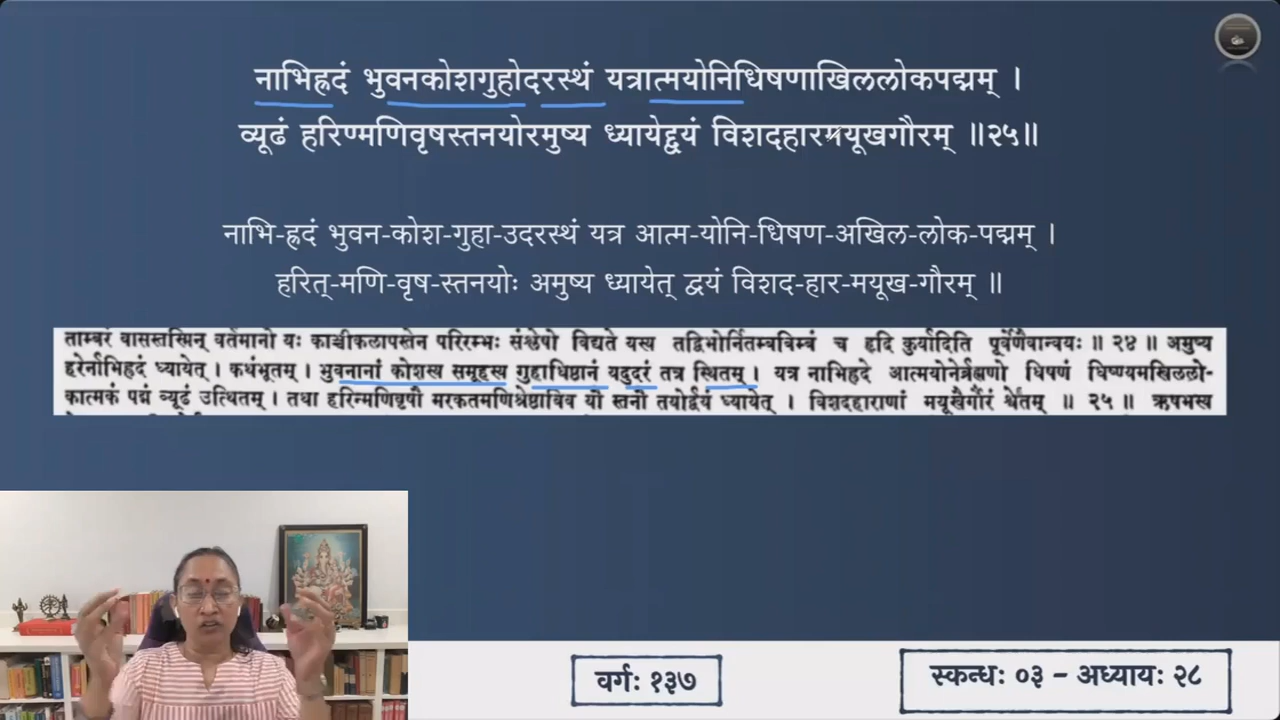 नाभिह्रदं भुवनकोशगुहोदरस्थं यत्रात्मयोनिधिषणाखिललोकपद्मम् ।
व्यूढं हरिण्मणिवृषस्तनयोरमुष्य ध्यायेद्द्वयं विशदहारमयूखगौरम् ॥२५॥
नाभि-ह्रदं भुवन-कोश-गुहा-उदरस्थं यत्र आत्म-योनि-धिषण-अखिल-लोक-पद्मम् ।
हरित्-मणि-वृष-स्तनयोः अमुष्य ध्यायेत् द्वयं विशद-हार-मयूख-गौरम् ॥
ताम्बरं वासस्तस्मिन् वर्तमानो यः काञ्चीकलापस्तेन परिरम्भः संश्लेषो विद्यते यस्य तद्विभोर्नितम्बबिम्बं च हृदि कुर्यादिति पूर्वेणैवान्वयः ॥ २४ ॥ अमुष्य
हरेर्नाभिह्रदं ध्यायेत् । कथंभूतम् । भुवनानां कोशस्य समूहस्य गुहाधिष्ठानं यदुदरं तत्र स्थितम् । यत्र नाभिह्रदे आत्मयोनेर्ब्रह्मणो धिषणं धिष्ण्यमखिललो-
कात्मकं पद्मं व्यूढं उत्थितम् । तथा हरिन्मणिवृषौ मरकतमणिश्रेष्ठाविव यौ स्तनौ तयोर्द्वयं ध्यायेत् । विशदहाराणां मयूखैर्गौरं श्वेतम् ॥ २५ ॥ ऋषभस्य
वर्गः १३७
स्कन्धः ०३ - अध्यायः २८